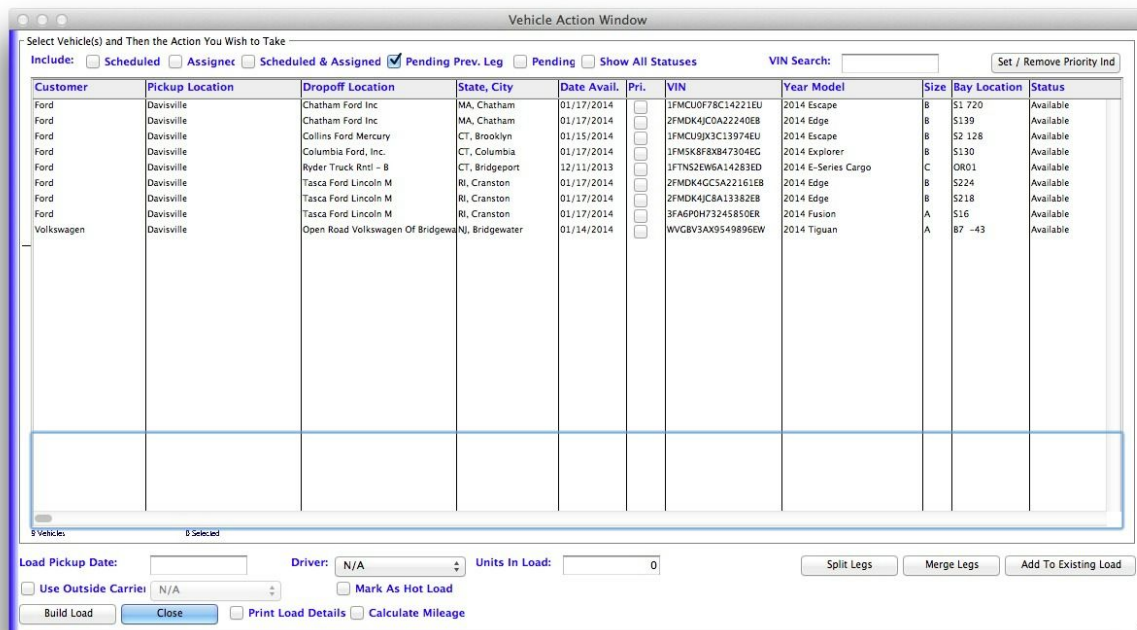 Vehicle Action Window
Select Vehicle(s) and Then the Action You Wish to Take
Include: Scheduled Assignec Scheduled & Assigned Pending Prev. Leg Pending Show All Statuses VIN Search: Set / Remove Priority Ind
Customer Pickup Location Dropoff Location State, City Date Avail. Pri. VIN Year Model Size Bay Location Status
Ford Davisville Chatham Ford Inc MA, Chatham 01/17/2014 1FMCU0F78C14221EU 2014 Escape B S1 720 Available
Ford Davisville Chatham Ford Inc MA, Chatham 01/17/2014 2FMDK4JC0A22240EB 2014 Edge B S139 Available
Ford Davisville Collins Ford Mercury CT, Brooklyn 01/15/2014 1FMCU9JX3C13974EU 2014 Escape B S2 128 Available
Ford Davisville Columbia Ford, Inc. CT, Columbia 01/17/2014 1FM5K8F8XB47304EG 2014 Explorer B S130 Available
Ford Davisville Ryder Truck Rntl - B CT, Bridgeport 12/11/2013 1FTNS2EW6A14283ED 2014 E-Series Cargo C OR01 Available
Ford Davisville Tasca Ford Lincoln M RI, Cranston 01/17/2014 2FMDK4GC5A22161EB 2014 Edge B S224 Available
Ford Davisville Tasca Ford Lincoln M RI, Cranston 01/17/2014 2FMDK4JC8A13382EB 2014 Edge B S218 Available
Ford Davisville Tasca Ford Lincoln M RI, Cranston 01/17/2014 3FA6P0H73245850ER 2014 Fusion A S16 Available
Volkswagen Davisville Open Road Volkswagen Of Bridgewa NJ, Bridgewater 01/14/2014 WVGBV3AX9549896EW 2014 Tiguan A B7 -43 Available
9 Vehicles 0 Selected
Load Pickup Date: Driver: N/A Units In Load: 0 Split Legs Merge Legs Add To Existing Load
Use Outside Carrier N/A Mark As Hot Load
Build Load Close Print Load Details Calculate Mileage